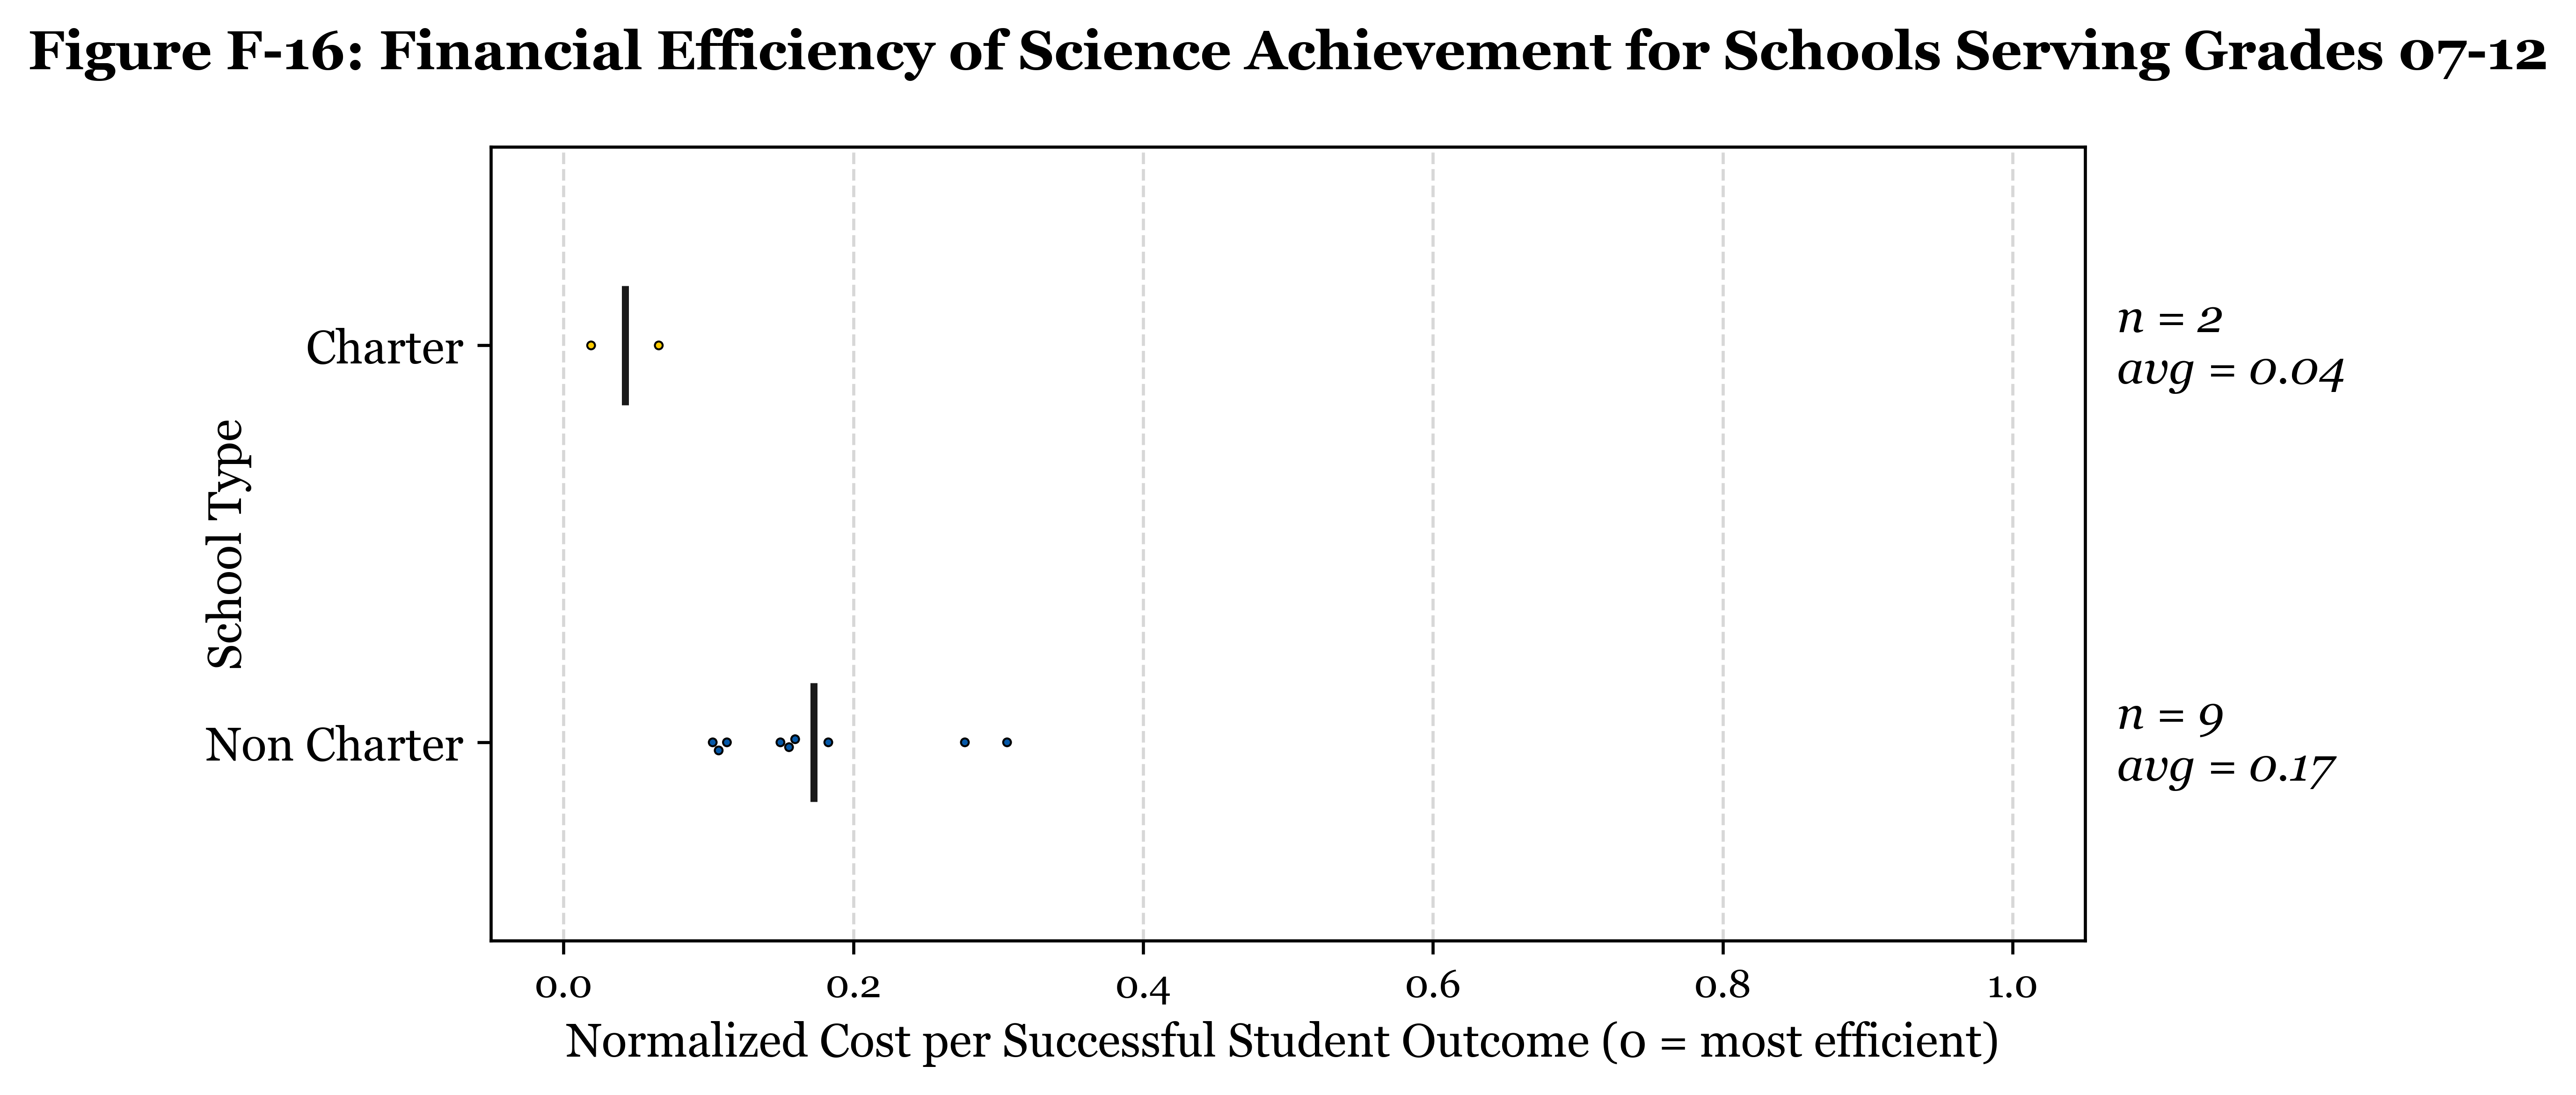 Figure F-16: Financial Efficiency of Science Achievement for Schools Serving Grades 07-12
Charter
n = 2
avg = 0.04
School Type
Non Charter
n = 9
avg = 0.17
0.0 0.2 0.4 0.6 0.8 1.0
Normalized Cost per Successful Student Outcome (0 = most efficient)